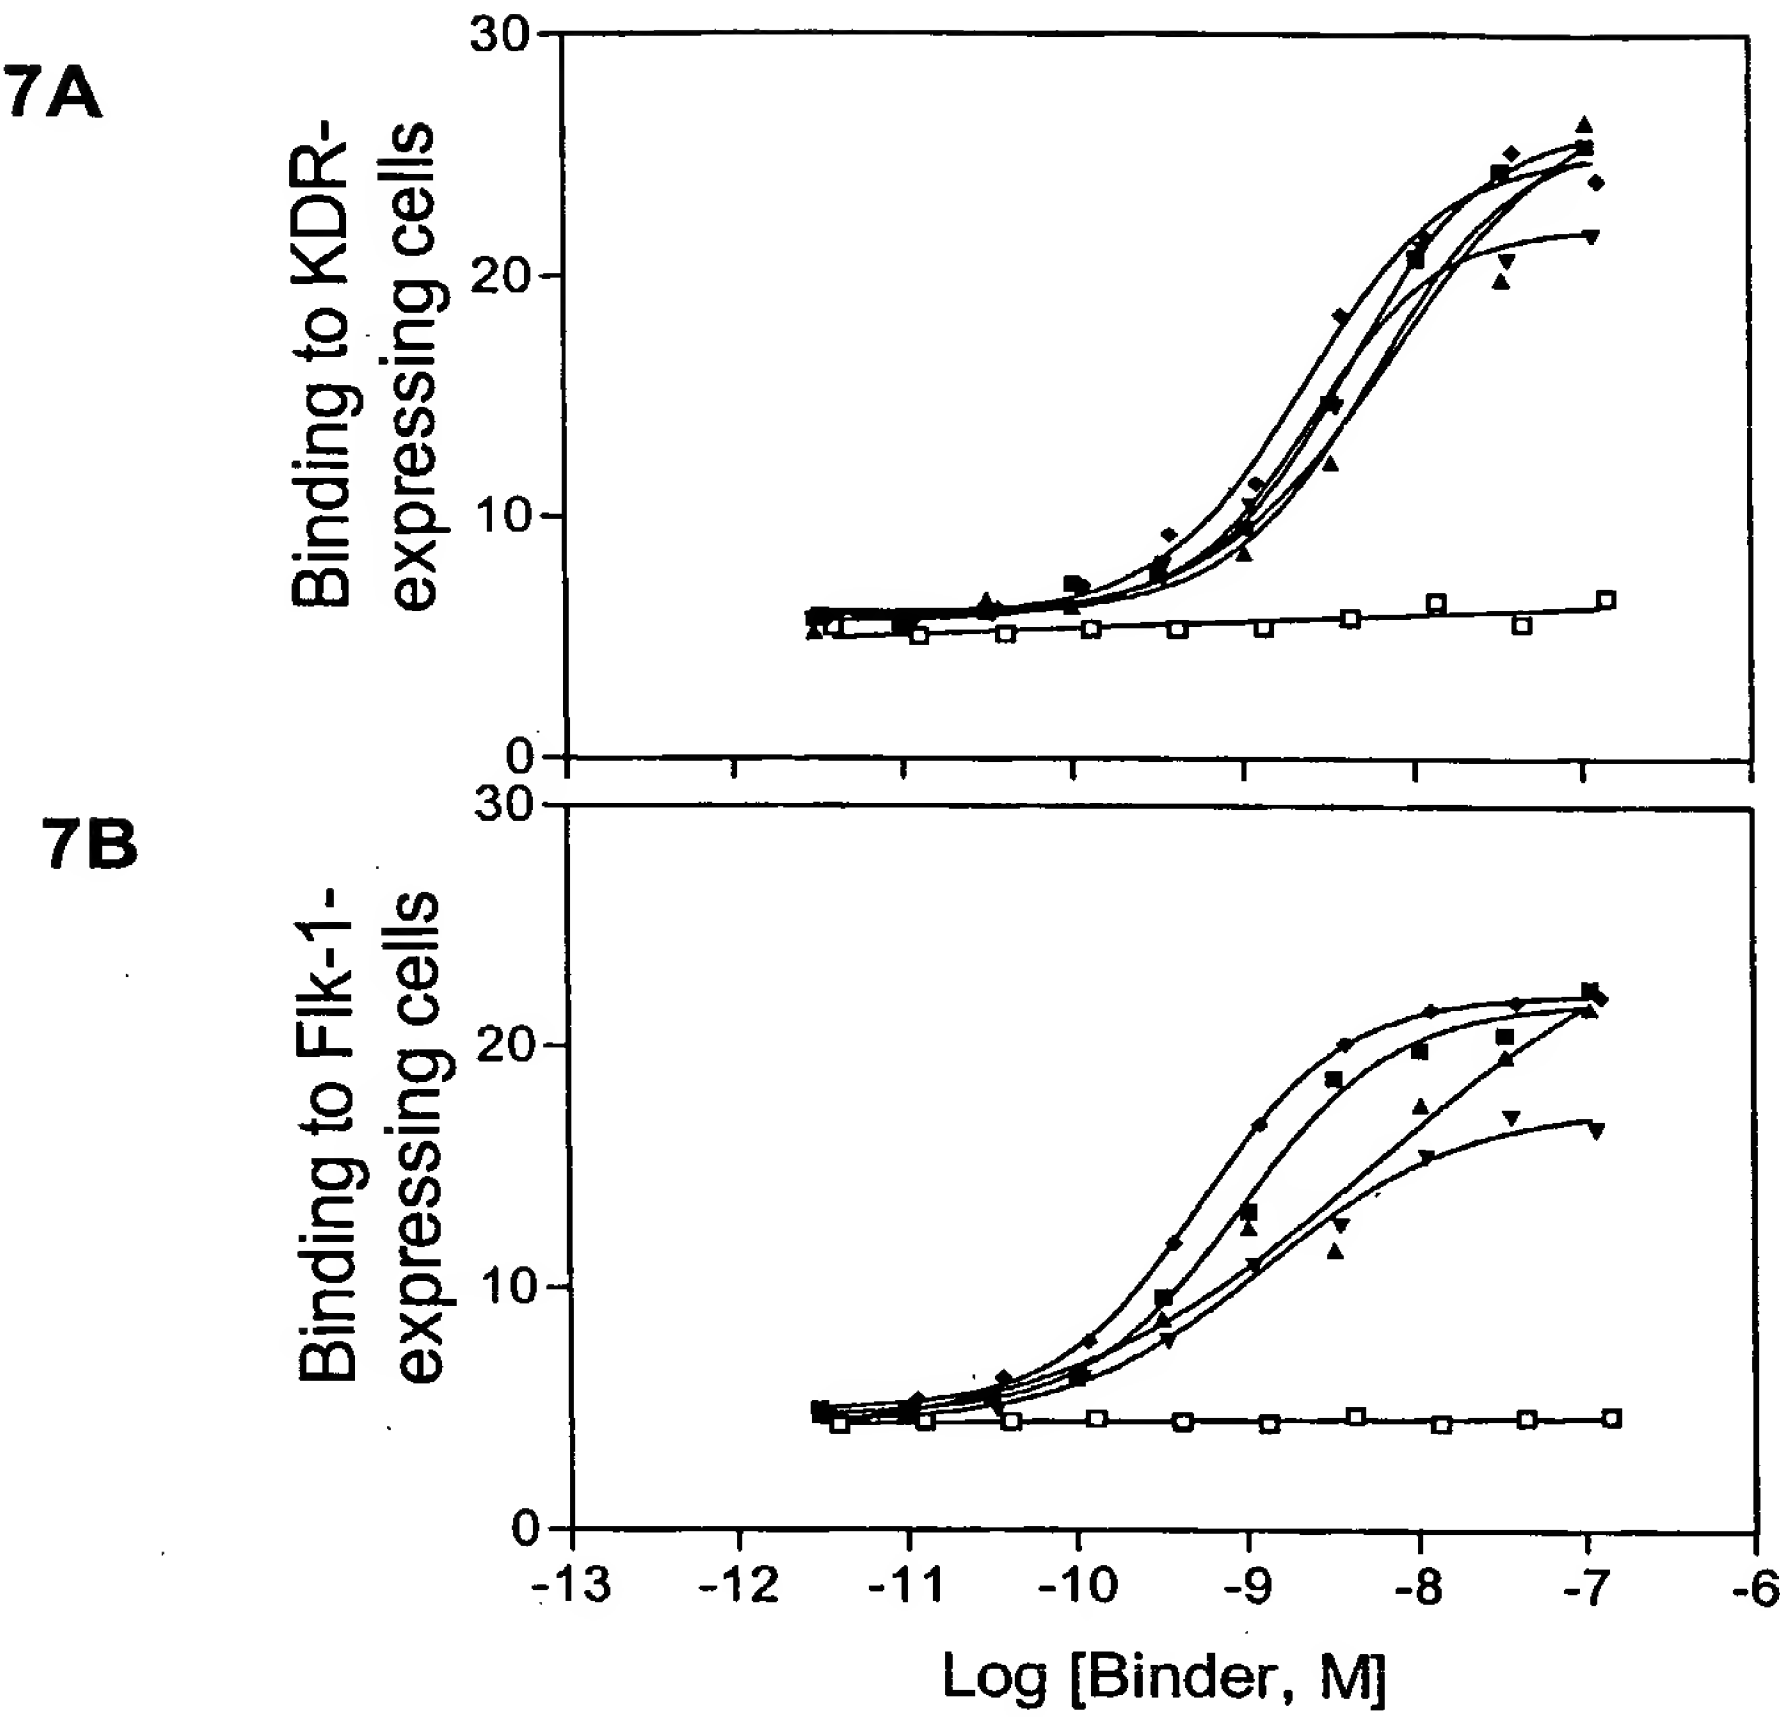 7A
Binding to KDR-
expressing cells
30
20
10
0
7B
Binding to Flk-1-
expressing cells
30
20
10
0
-13 -12 -11 -10 -9 -8 -7 -6
Log [Binder, M]